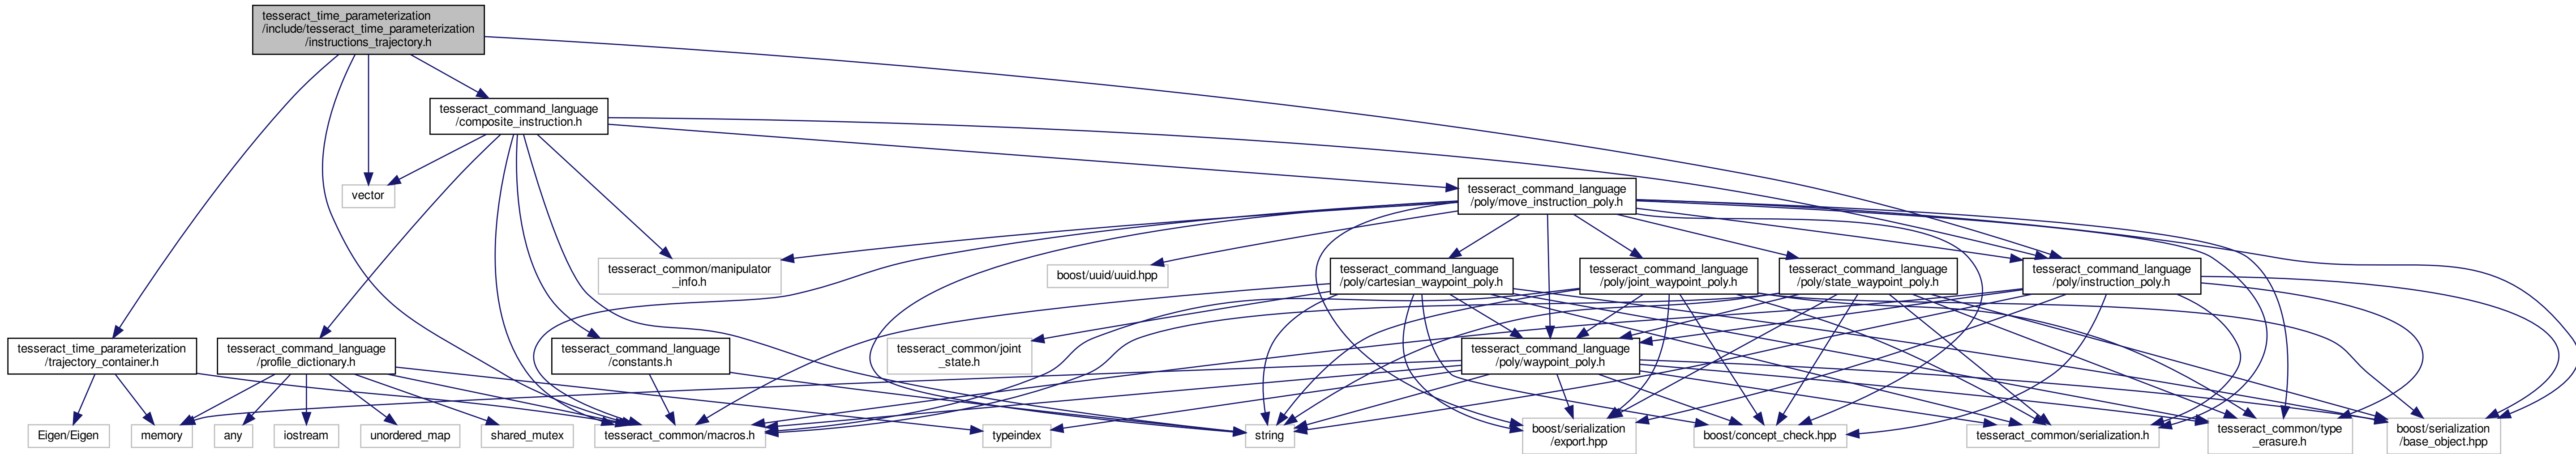 tesseract_time_parameterization
/include/tesseract_time_parameterization
/instructions_trajectory.h
tesseract_command_language
/composite_instruction.h
vector
tesseract_command_language
/poly/move_instruction_poly.h
tesseract_common/manipulator
_info.h
boost/uuid/uuid.hpp
tesseract_command_language
/poly/cartesian_waypoint_poly.h
tesseract_command_language
/poly/joint_waypoint_poly.h
tesseract_command_language
/poly/state_waypoint_poly.h
tesseract_command_language
/poly/instruction_poly.h
tesseract_time_parameterization
/trajectory_container.h
tesseract_command_language
/profile_dictionary.h
tesseract_command_language
/constants.h
tesseract_common/joint
_state.h
tesseract_command_language
/poly/waypoint_poly.h
Eigen/Eigen
memory
any
iostream
unordered_map
shared_mutex
tesseract_common/macros.h
typeindex
string
boost/serialization
/export.hpp
boost/concept_check.hpp
tesseract_common/serialization.h
tesseract_common/type
_erasure.h
boost/serialization
/base_object.hpp